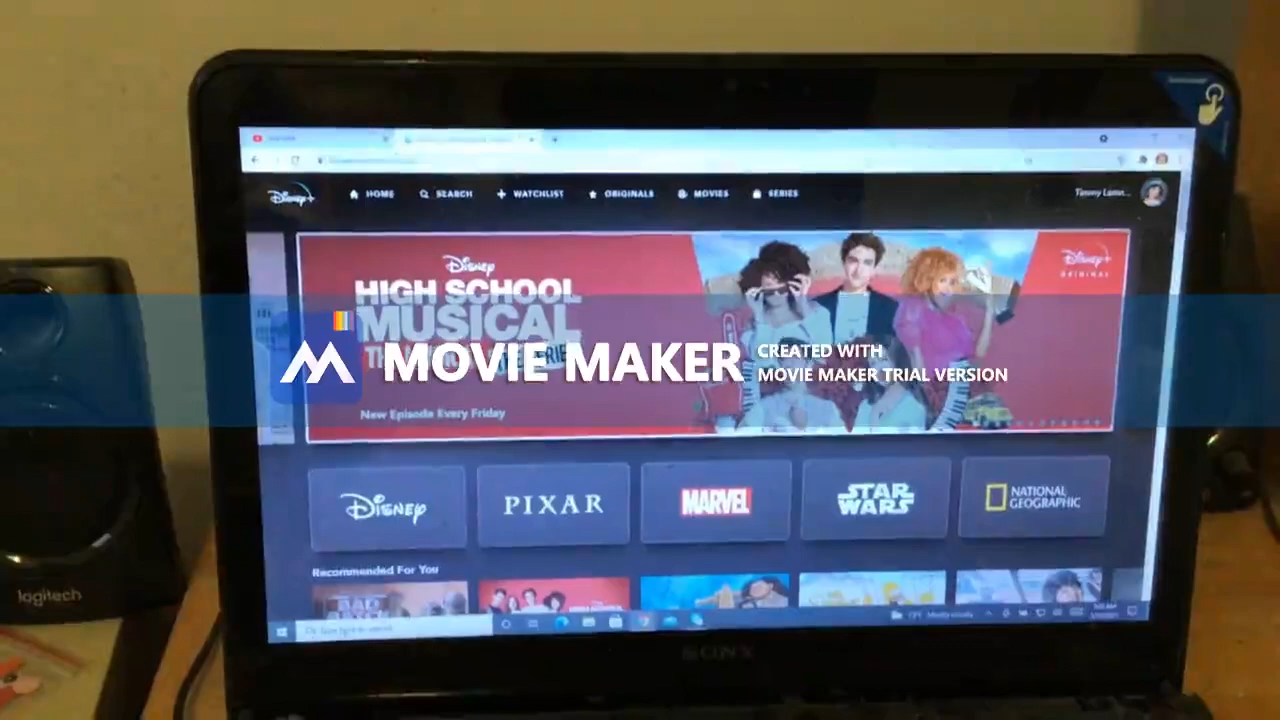 Disney+
HOME
SEARCH
WATCHLIST
ORIGINALS
MOVIES
SERIES
Disney
HIGH SCHOOL
MUSICAL
New Episode Every Friday
Disney+
ORIGINAL
MOVIE MAKER
CREATED WITH
MOVIE MAKER TRIAL VERSION
Disney
PIXAR
MARVEL
STAR
WARS
NATIONAL
GEOGRAPHIC
Recommended For You
logitech
SONY